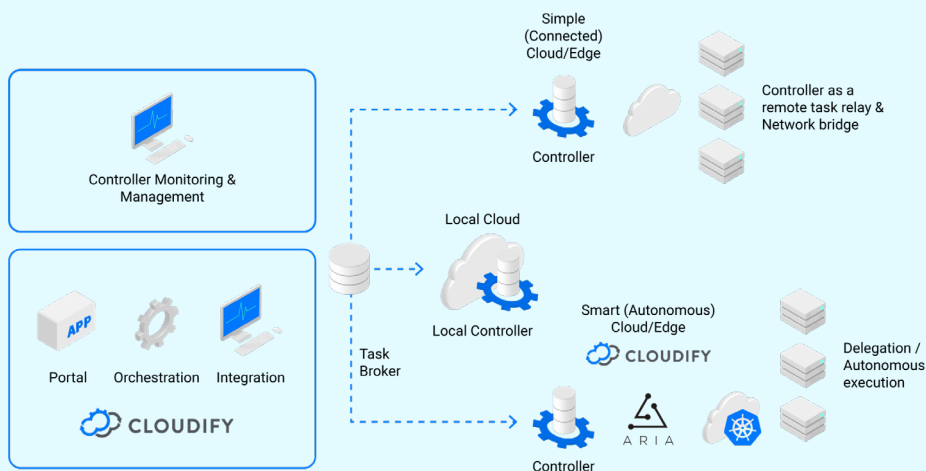 Controller Monitoring &
Management
APP
Portal
Orchestration
Integration
CLOUDIFY
Task
Broker
Simple
(Connected)
Cloud/Edge
Controller
Controller as a
remote task relay &
Network bridge
Local Cloud
Local Controller
Smart (Autonomous)
Cloud/Edge
CLOUDIFY
Controller
ARIA
Delegation /
Autonomous
execution